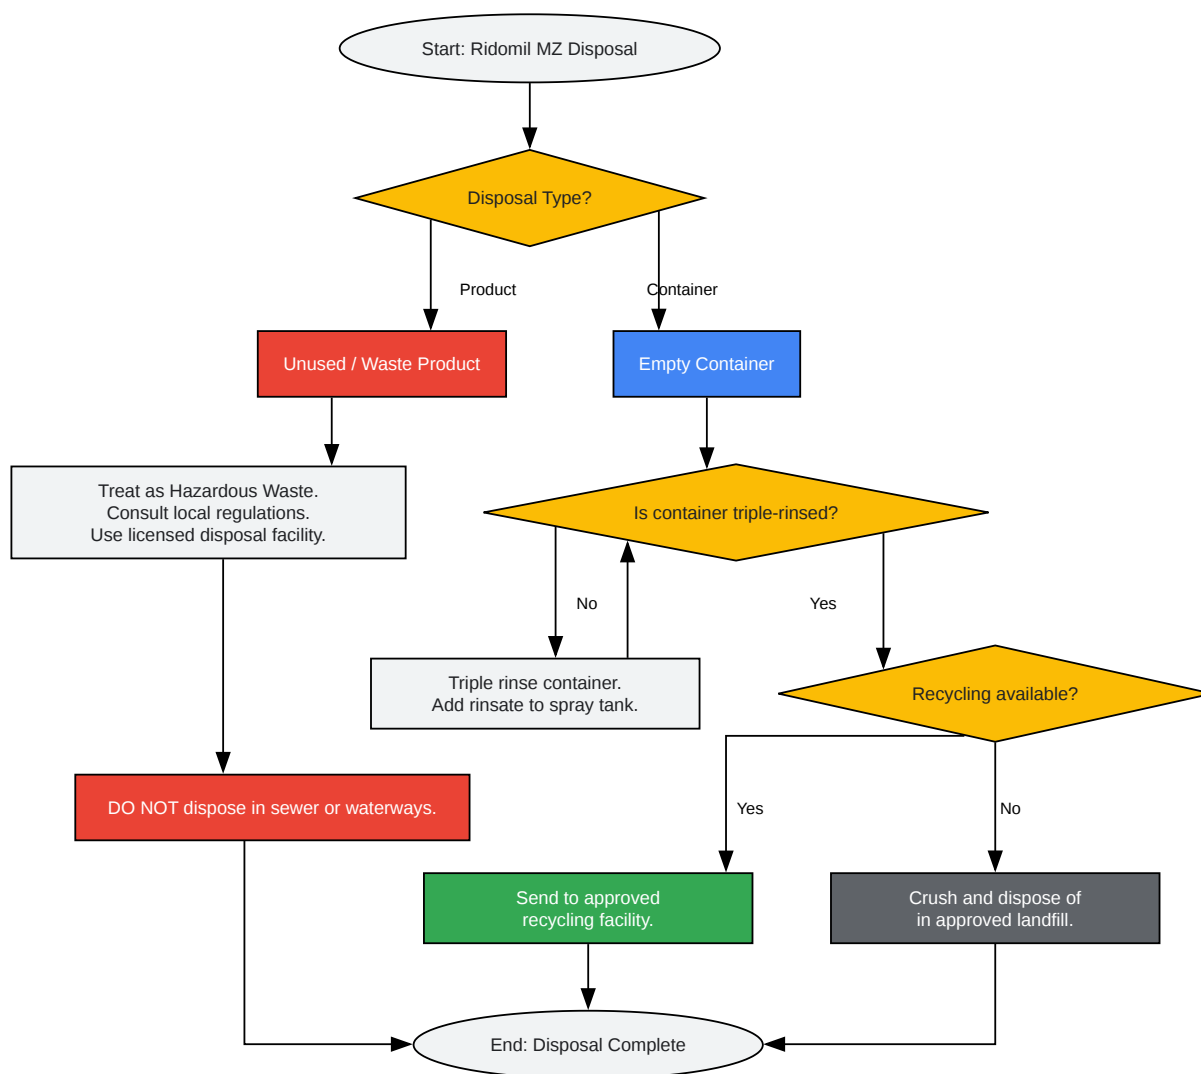 Start: Ridomil MZ Disposal
Disposal Type?
Product
Container
Unused / Waste Product
Empty Container
Treat as Hazardous Waste.
Consult local regulations.
Use licensed disposal facility.
Is container triple-rinsed?
No
Yes
Triple rinse container.
Add rinsate to spray tank.
Recycling available?
DO NOT dispose in sewer or waterways.
Yes
No
Send to approved
recycling facility.
Crush and dispose of
in approved landfill.
End: Disposal Complete